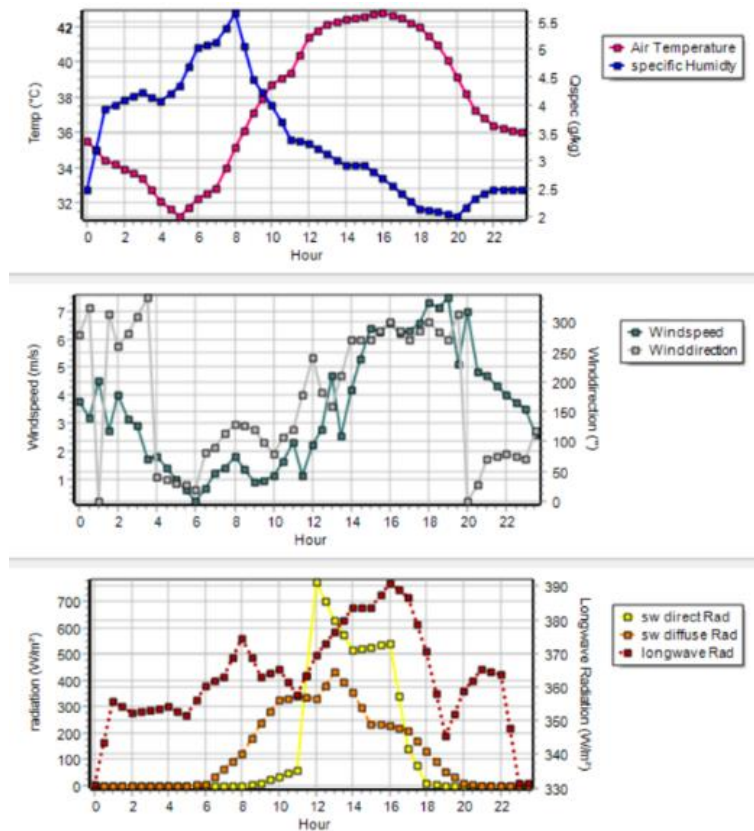 42
40
38
36
34
32
Temp (°C)
5.5
5
4.5
4
3.5
3
2.5
2
Qspec (g/kg)
0 2 4 6 8 10 12 14 16 18 20 22
Hour
Air Temperature
specific Humidty
7
6
5
4
3
2
1
Windspeed (m/s)
300
250
200
150
100
50
0
Winddirection (°)
0 2 4 6 8 10 12 14 16 18 20 22
Hour
Windspeed
Winddirection
700
600
500
400
300
200
100
0
radiation (W/m²)
390
380
370
360
350
340
330
Longwave Radiation (W/m²)
0 2 4 6 8 10 12 14 16 18 20 22
Hour
sw direct Rad
sw diffuse Rad
longwave Rad